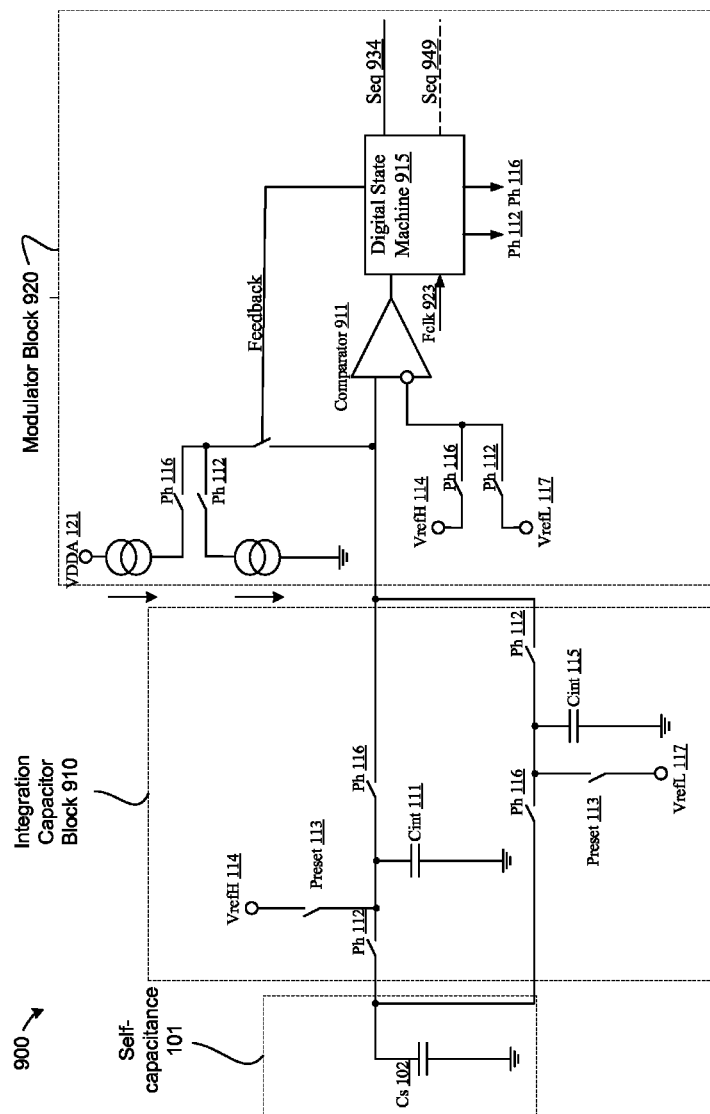 900
Self-
capacitance
101
Integration
Capacitor
Block 910
Modulator Block 920
Cs 102
VrefH 114
Preset 113
Ph 112
Cint 111
Ph 116
Ph 116
Preset 113
VrefL 117
Cint 115
Ph 112
VDDA 121
Ph 116
Ph 112
Feedback
VrefH 114
Ph 116
VrefL 117
Ph 112
Comparator 911
Fclk 923
Digital State
Machine 915
Ph 112
Ph 116
Seq 934
Seq 949